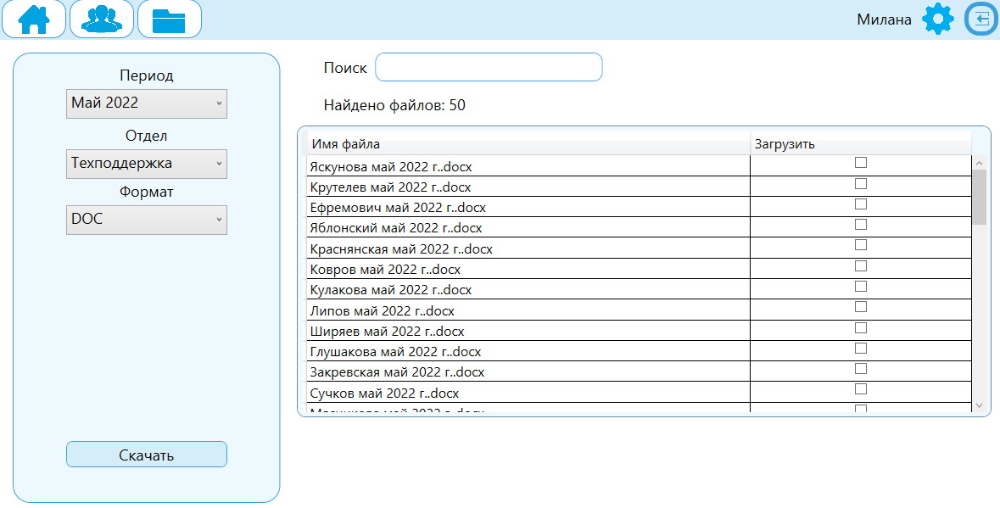 Милана
Период
Май 2022
Отдел
Техподдержка
Формат
DOC
Скачать
Поиск
Найдено файлов: 50
Имя файла Загрузить
Яскунова май 2022 г..docx
Крутелев май 2022 г..docx
Ефремович май 2022 г..docx
Яблонский май 2022 г..docx
Краснянская май 2022 г..docx
Ковров май 2022 г..docx
Кулакова май 2022 г..docx
Липов май 2022 г..docx
Ширяев май 2022 г..docx
Глушакова май 2022 г..docx
Закревская май 2022 г..docx
Сучков май 2022 г..docx
май 2022 г..docx